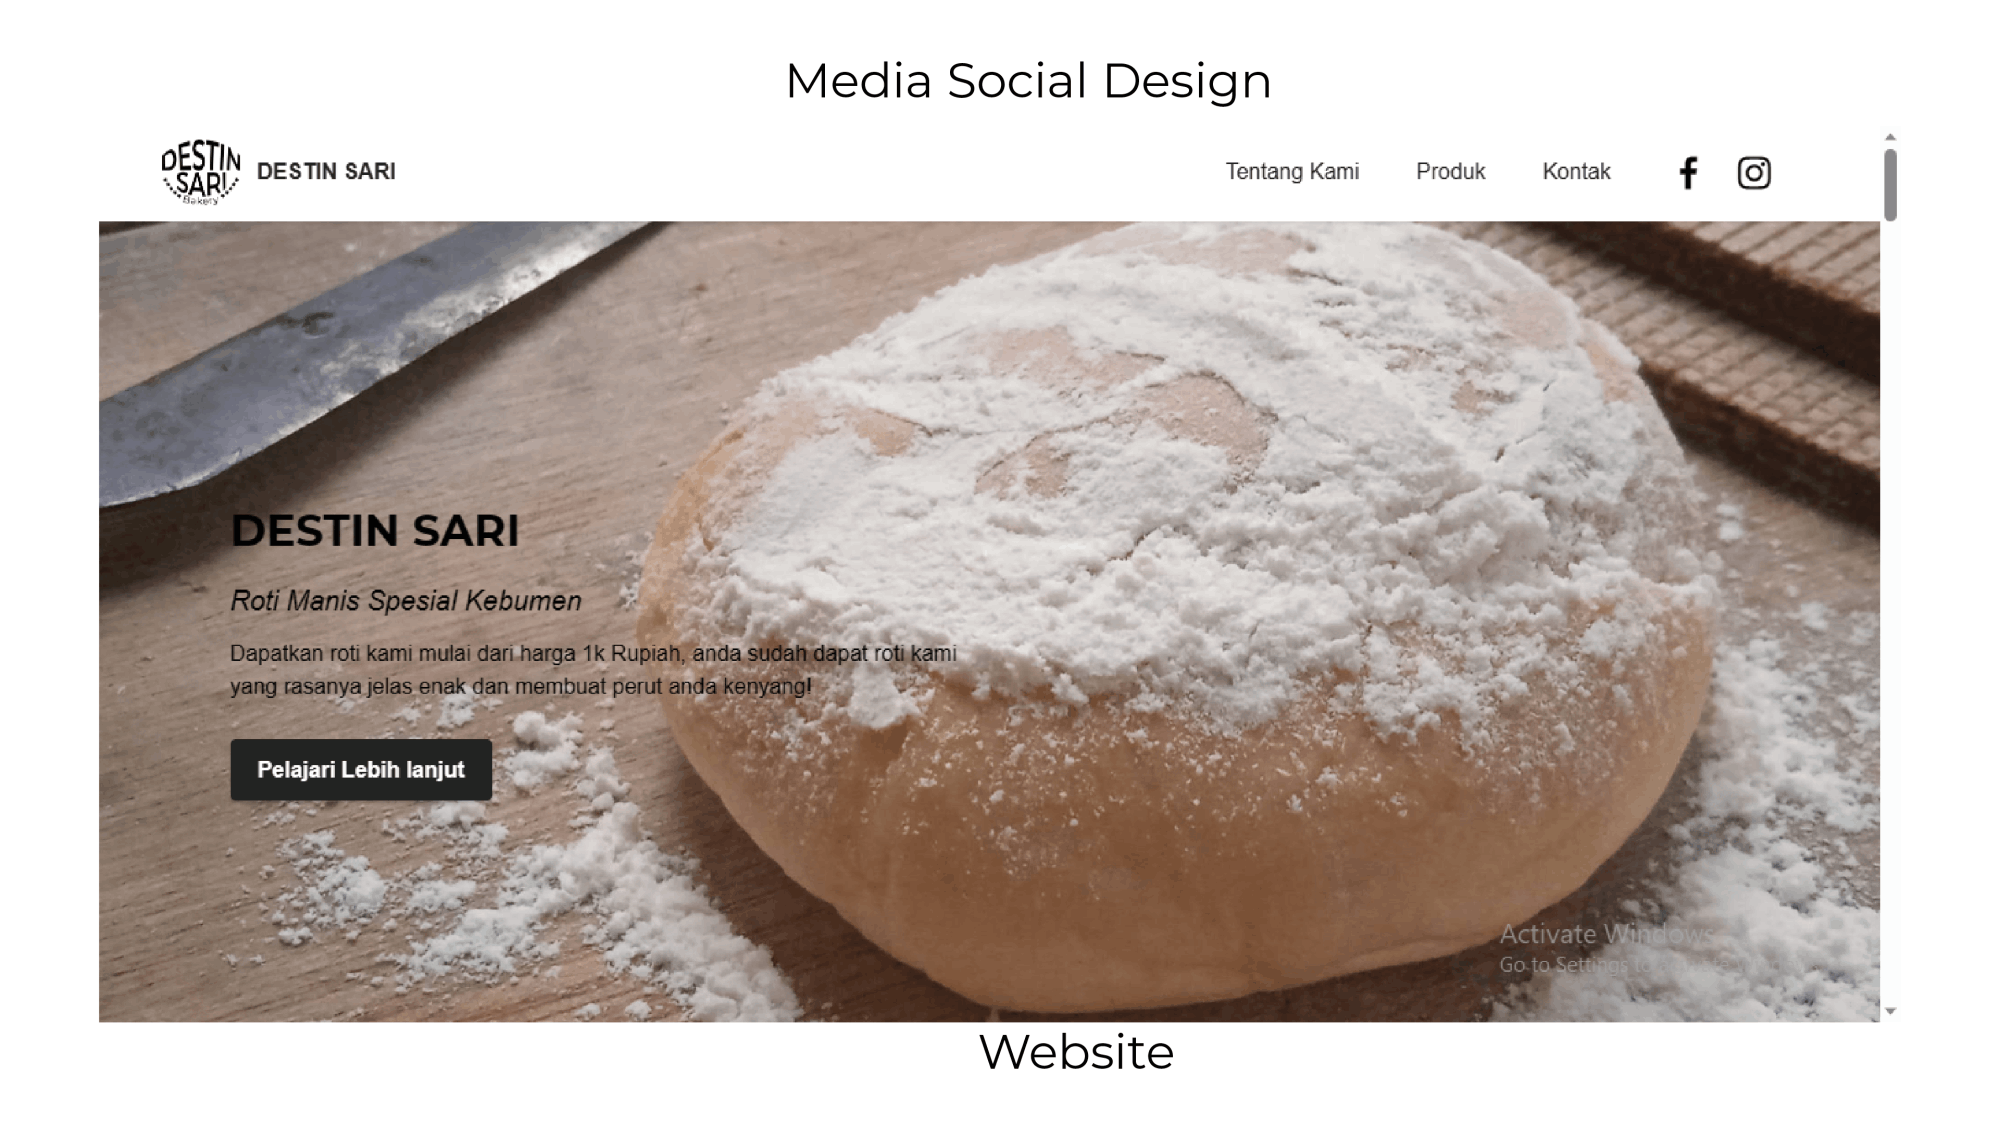 Media Social Design
DESTIN
SARI
Bakery
DESTIN SARI
Tentang Kami
Produk
Kontak
DESTIN SARI
Roti Manis Spesial Kebumen
Dapatkan roti kami mulai dari harga 1k Rupiah, anda sudah dapat roti kami
yang rasanya jelas enak dan membuat perut anda kenyang!
Pelajari Lebih lanjut
Activate Windows
Go to Settings to
Website